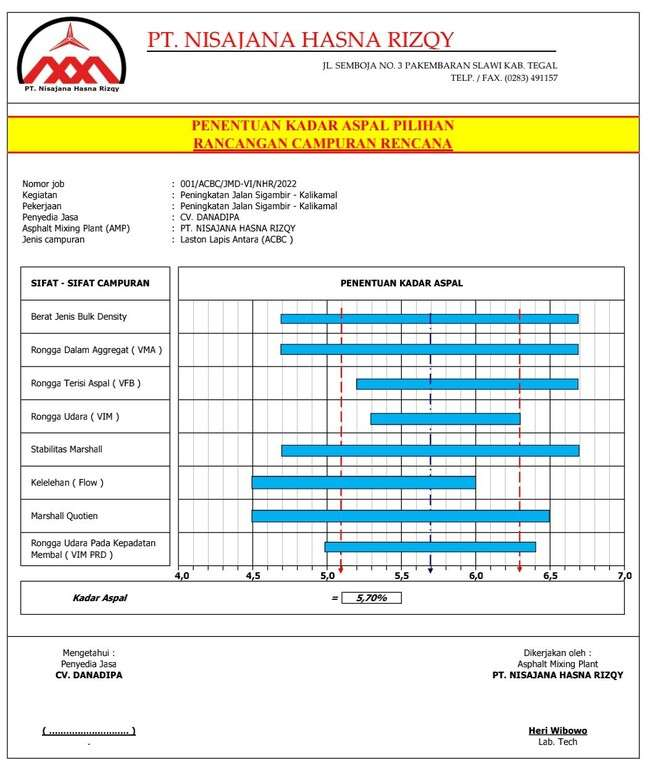 PT. NISAJANA HASNA RIZQY
JL. SEMBOJA NO. 3 PAKEMBARAN SLAWI KAB. TEGAL
TELP. / FAX. (0283) 491157
PT. Nisajana Hasna Rizqy
PENENTUAN KADAR ASPAL PILIHAN
RANCANGAN CAMPURAN RENCANA
Nomor job : 001/ACBC/JMD-VI/NHR/2022
Kegiatan : Peningkatan Jalan Sigambir - Kalikamal
Pekerjaan : Peningkatan Jalan Sigambir - Kalikamal
Penyedia Jasa : CV. DANADIPA
Asphalt Mixing Plant (AMP) : PT. NISAJANA HASNA RIZQY
Jenis campuran : Laston Lapis Antara (ACBC )
SIFAT - SIFAT CAMPURAN PENENTUAN KADAR ASPAL
Berat Jenis Bulk Density
Rongga Dalam Aggregat ( VMA )
Rongga Terisi Aspal ( VFB )
Rongga Udara ( VIM )
Stabilitas Marshall
Kelelehan ( Flow )
Marshall Quotien
Rongga Udara Pada Kepadatan
Membal ( VIM PRD )
4,0 4,5 5,0 5,5 6,0 6,5 7,0
Kadar Aspal = 5,70%
Mengetahui :
Penyedia Jasa
CV. DANADIPA
( ............................ )
.
Dikerjakan oleh :
Asphalt Mixing Plant
PT. NISAJANA HASNA RIZQY
Heri Wibowo
Lab. Tech